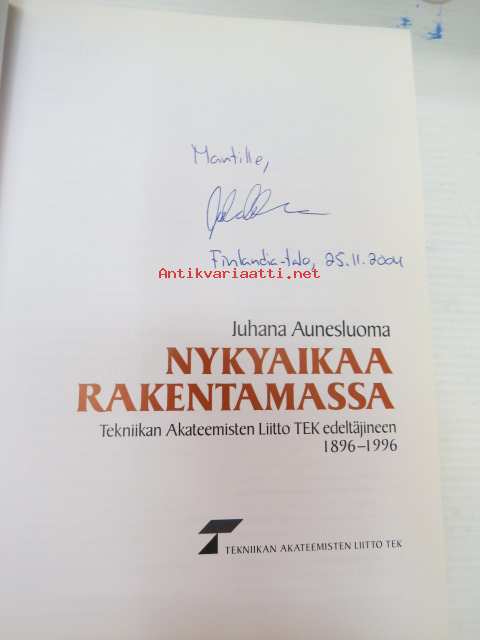 Martille,
Finlandia-talo, 25.11.2004
Antikvariaatti.net
Juhana Aunesluoma
NYKYAIKAA
RAKENTAMASSA
Tekniikan Akateemisten Liitto TEK edeltäjineen
1896–1996
TEKNIIKAN AKATEEMISTEN LIITTO TEK